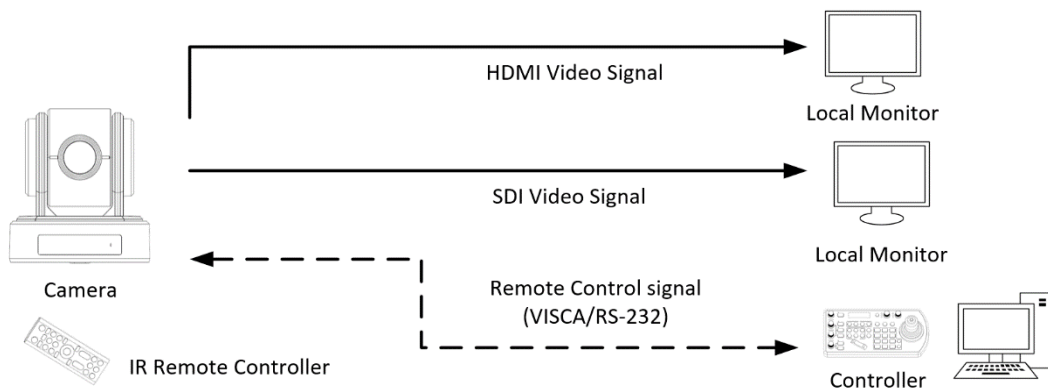 HDMI Video Signal
Local Monitor
SDI Video Signal
Local Monitor
Camera
Remote Control signal
(VISCA/RS-232)
IR Remote Controller
Controller